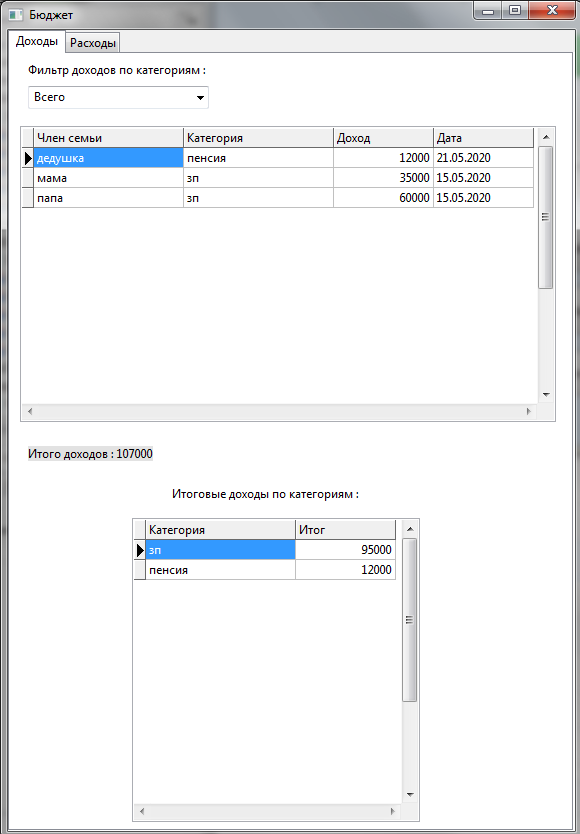 Бюджет
Доходы Расходы
Фильтр доходов по категориям :
Всего
Член семьи Категория Доход Дата
дедушка пенсия 12000 21.05.2020
мама зп 35000 15.05.2020
папа зп 60000 15.05.2020
Итого доходов : 107000
Итоговые доходы по категориям :
Категория Итог
зп 95000
пенсия 12000